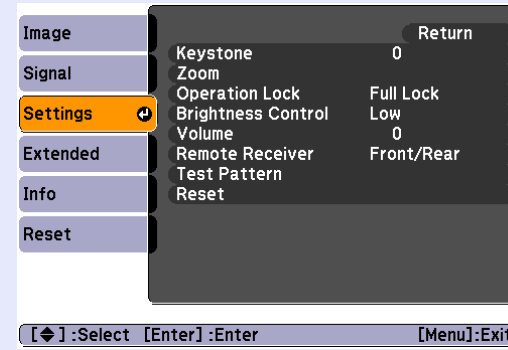 Image
Signal
Settings
Extended
Info
Reset
Return
Keystone 0
Zoom
Operation Lock Full Lock
Brightness Control Low
Volume 0
Remote Receiver Front/Rear
Test Pattern
Reset
[◆] :Select [Enter] :Enter [Menu]:Exit